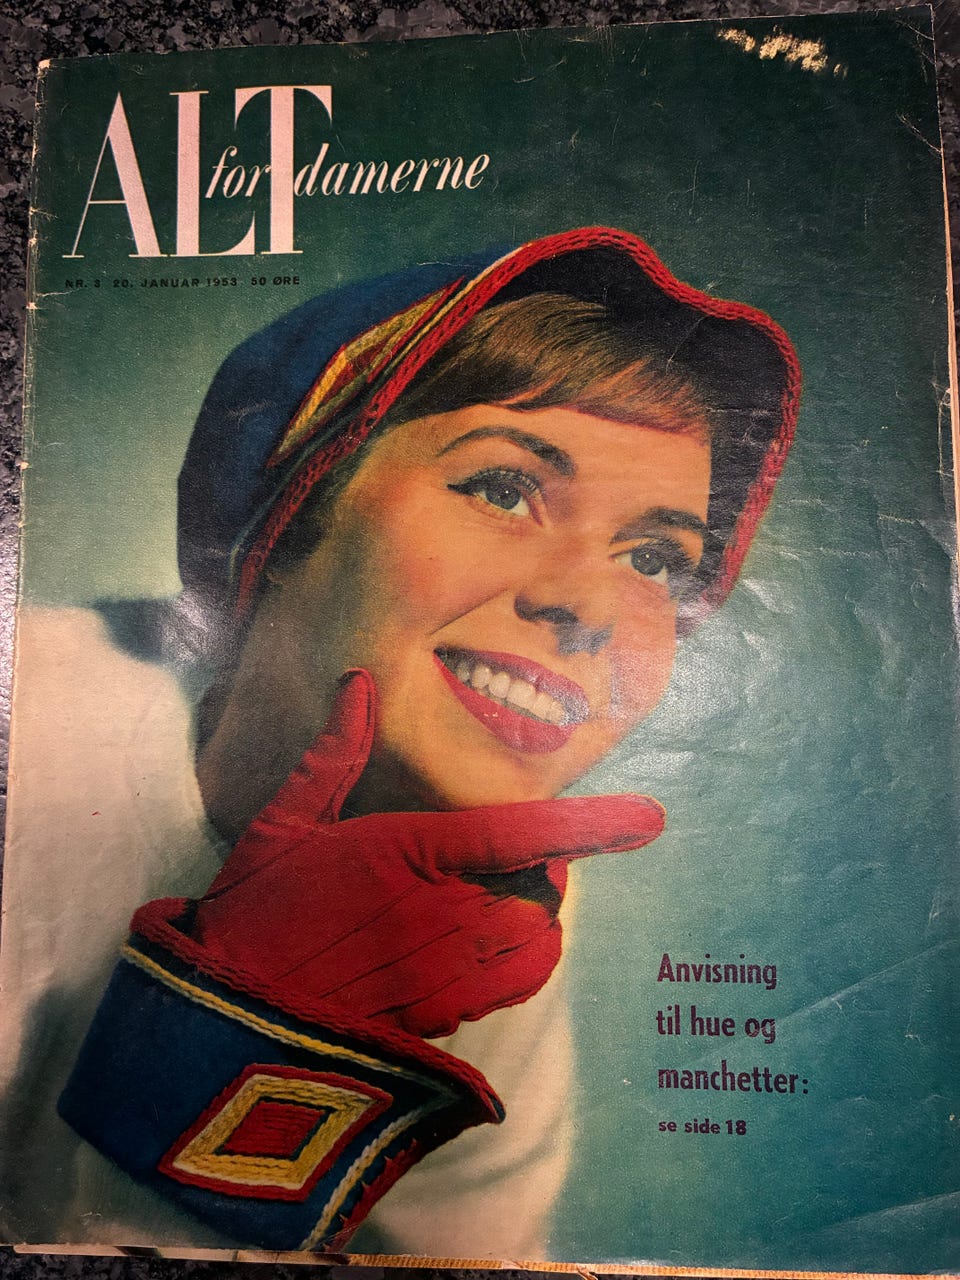 ALT for damerne
NR. 3 20. JANUAR 1953 50 ØRE
Anvisning
til hue og
manchetter:
se side 18